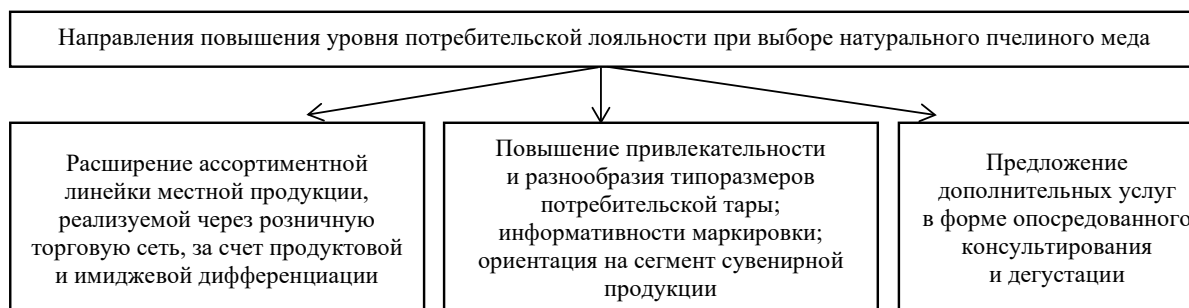 Направления повышения уровня потребительской лояльности при выборе натурального пчелиного меда
Расширение ассортиментной
линейки местной продукции,
реализуемой через розничную
торговую сеть, за счет продуктовой
и имиджевой дифференциации
Повышение привлекательности
и разнообразия типоразмеров
потребительской тары;
информативности маркировки;
ориентация на сегмент сувенирной
продукции
Предложение
дополнительных услуг
в форме опосредованного
консультирования
и дегустации